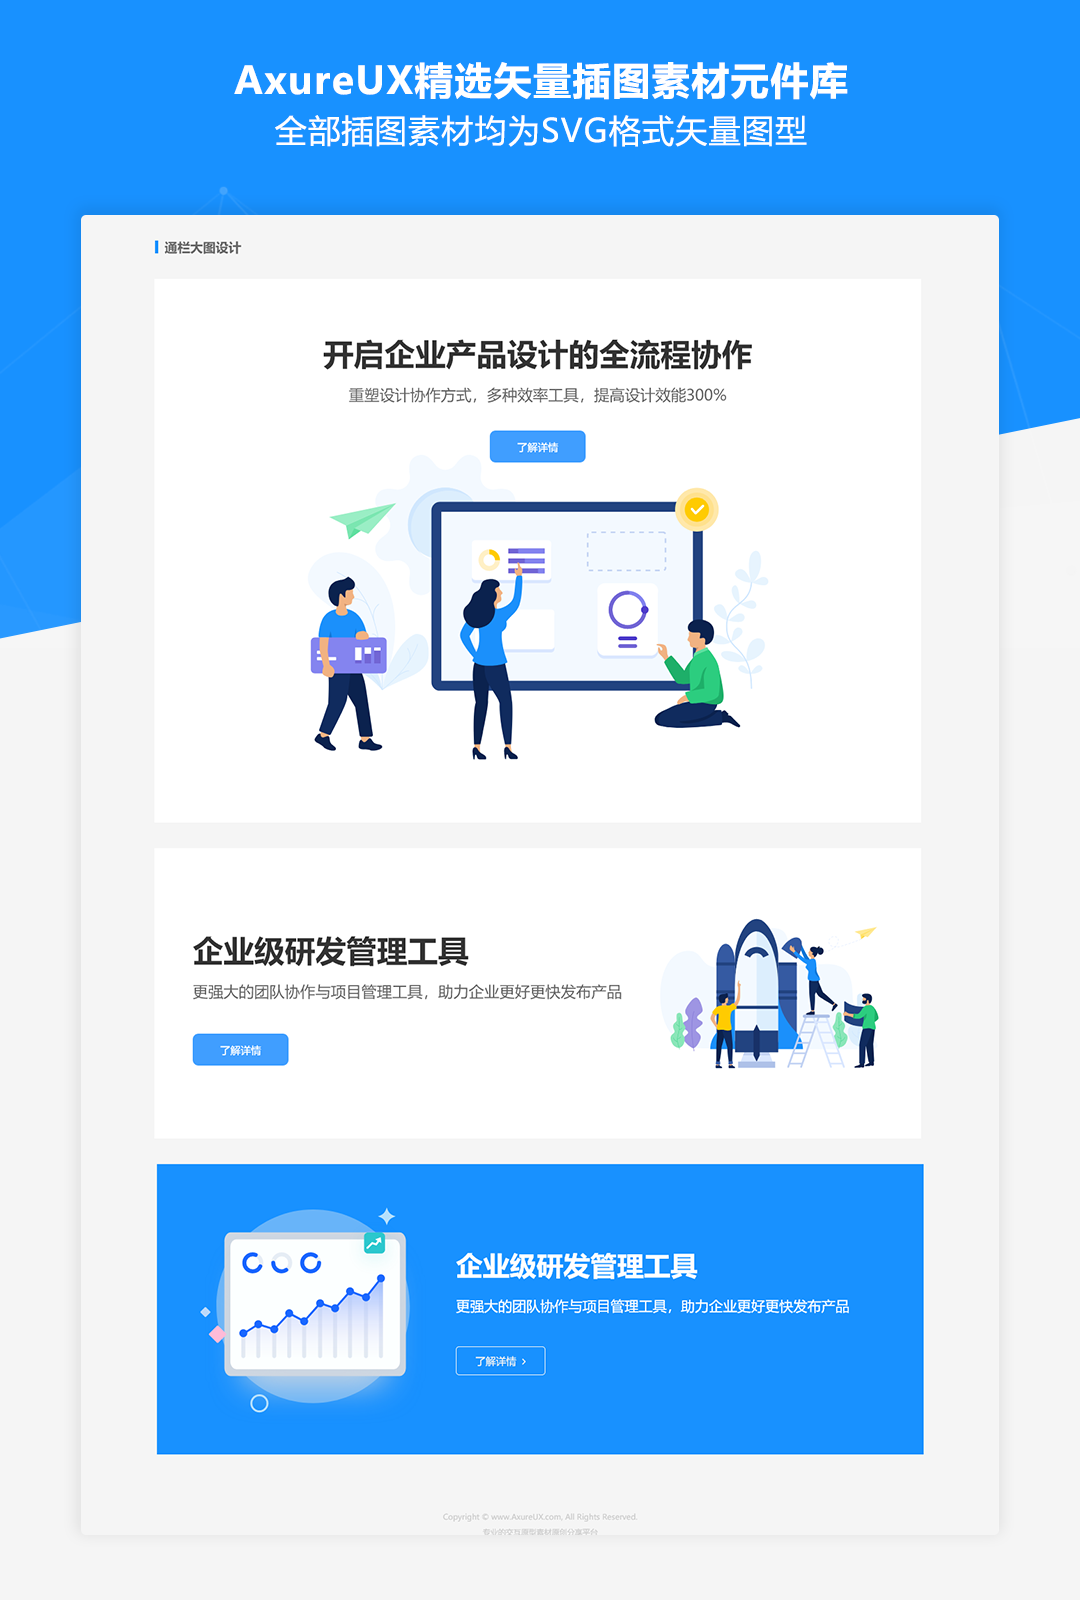 AxureUX精选矢量插图素材元件库
全部插图素材均为SVG格式矢量图型
通栏大图设计
开启企业产品设计的全流程协作
重塑设计协作方式，多种效率工具，提高设计效能300%
了解详情
企业级研发管理工具
更强大的团队协作与项目管理工具，助力企业更好更快发布产品
了解详情
企业级研发管理工具
更强大的团队协作与项目管理工具，助力企业更好更快发布产品
了解详情 ›
Copyright © www.AxureUX.com, All Rights Reserved.
专业的交互原型素材原创分享平台